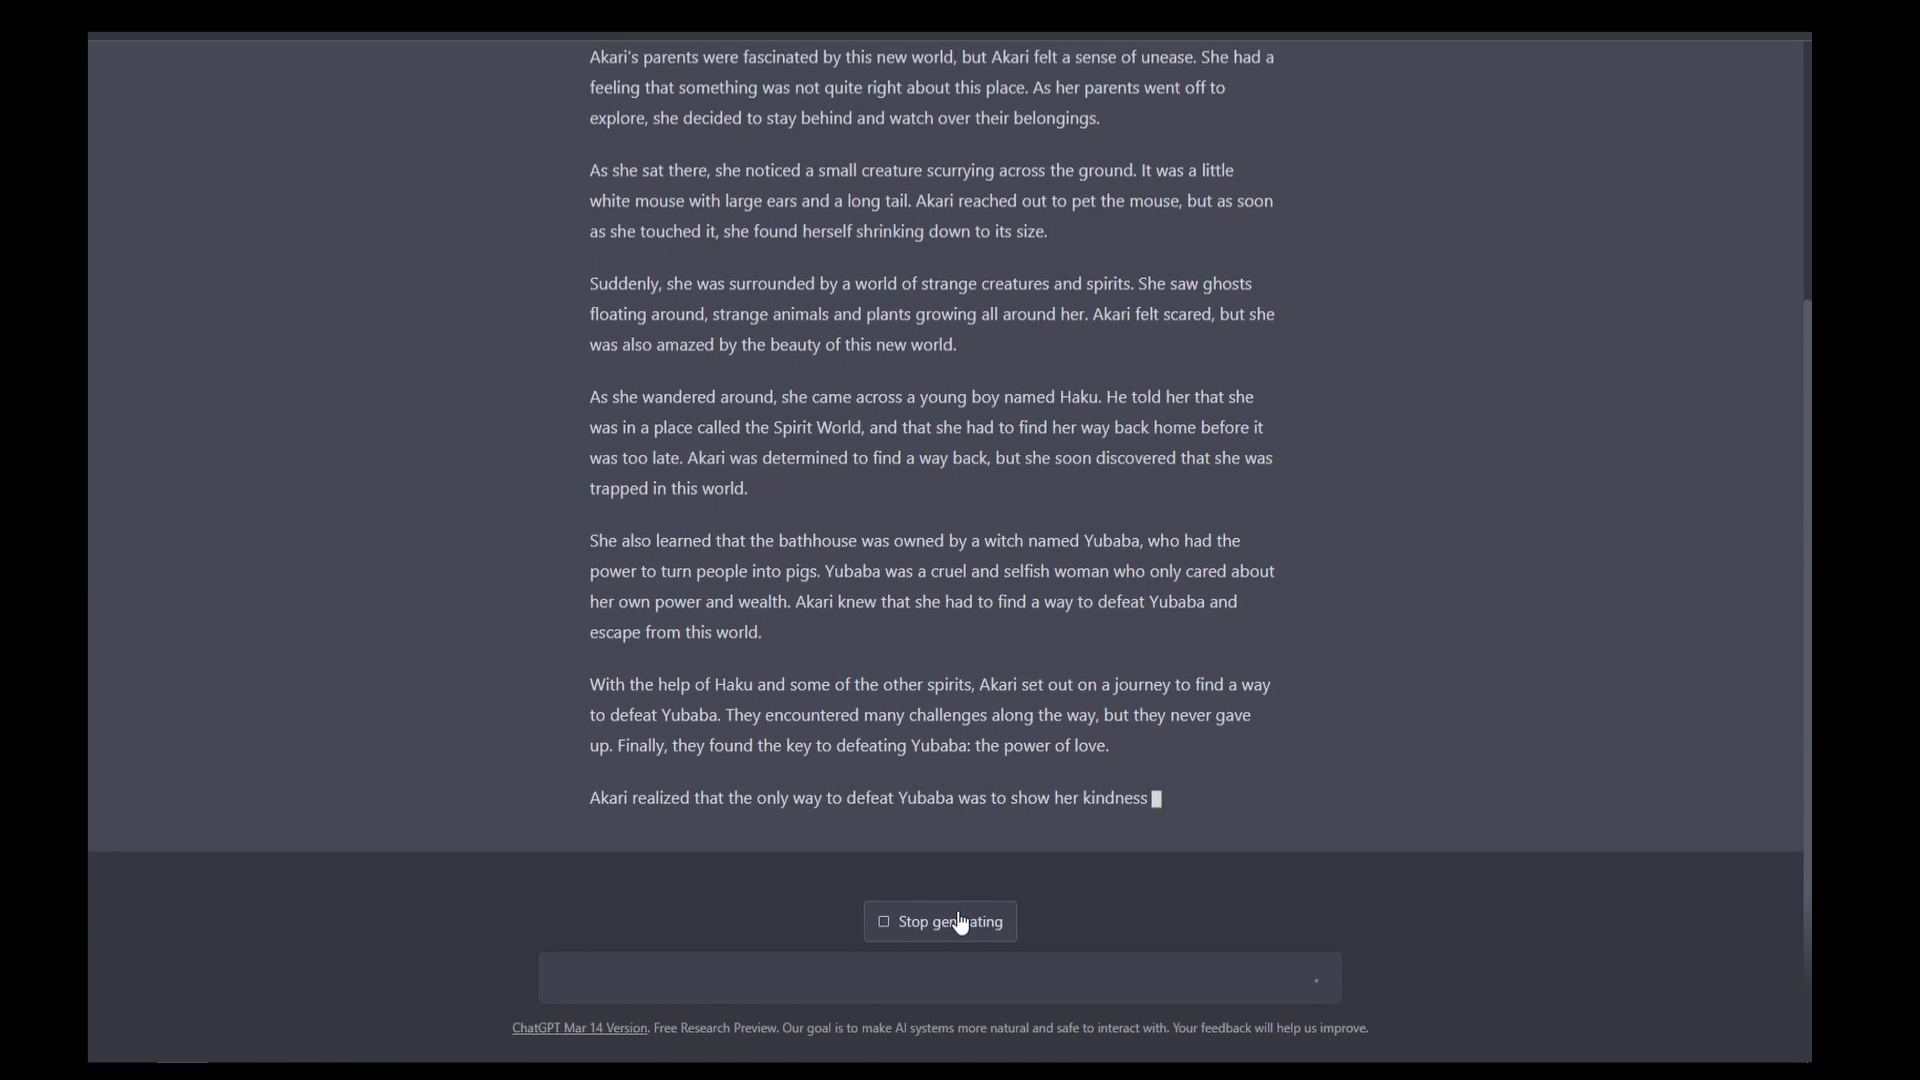 Akari's parents were fascinated by this new world, but Akari felt a sense of unease. She had a
feeling that something was not quite right about this place. As her parents went off to
explore, she decided to stay behind and watch over their belongings.
As she sat there, she noticed a small creature scurrying across the ground. It was a little
white mouse with large ears and a long tail. Akari reached out to pet the mouse, but as soon
as she touched it, she found herself shrinking down to its size.
Suddenly, she was surrounded by a world of strange creatures and spirits. She saw ghosts
floating around, strange animals and plants growing all around her. Akari felt scared, but she
was also amazed by the beauty of this new world.
As she wandered around, she came across a young boy named Haku. He told her that she
was in a place called the Spirit World, and that she had to find her way back home before it
was too late. Akari was determined to find a way back, but she soon discovered that she was
trapped in this world.
She also learned that the bathhouse was owned by a witch named Yubaba, who had the
power to turn people into pigs. Yubaba was a cruel and selfish woman who only cared about
her own power and wealth. Akari knew that she had to find a way to defeat Yubaba and
escape from this world.
With the help of Haku and some of the other spirits, Akari set out on a journey to find a way
to defeat Yubaba. They encountered many challenges along the way, but they never gave
up. Finally, they found the key to defeating Yubaba: the power of love.
Akari realized that the only way to defeat Yubaba was to show her kindness
Stop generating
ChatGPT Mar 14 Version. Free Research Preview. Our goal is to make AI systems more natural and safe to interact with. Your feedback will help us improve.